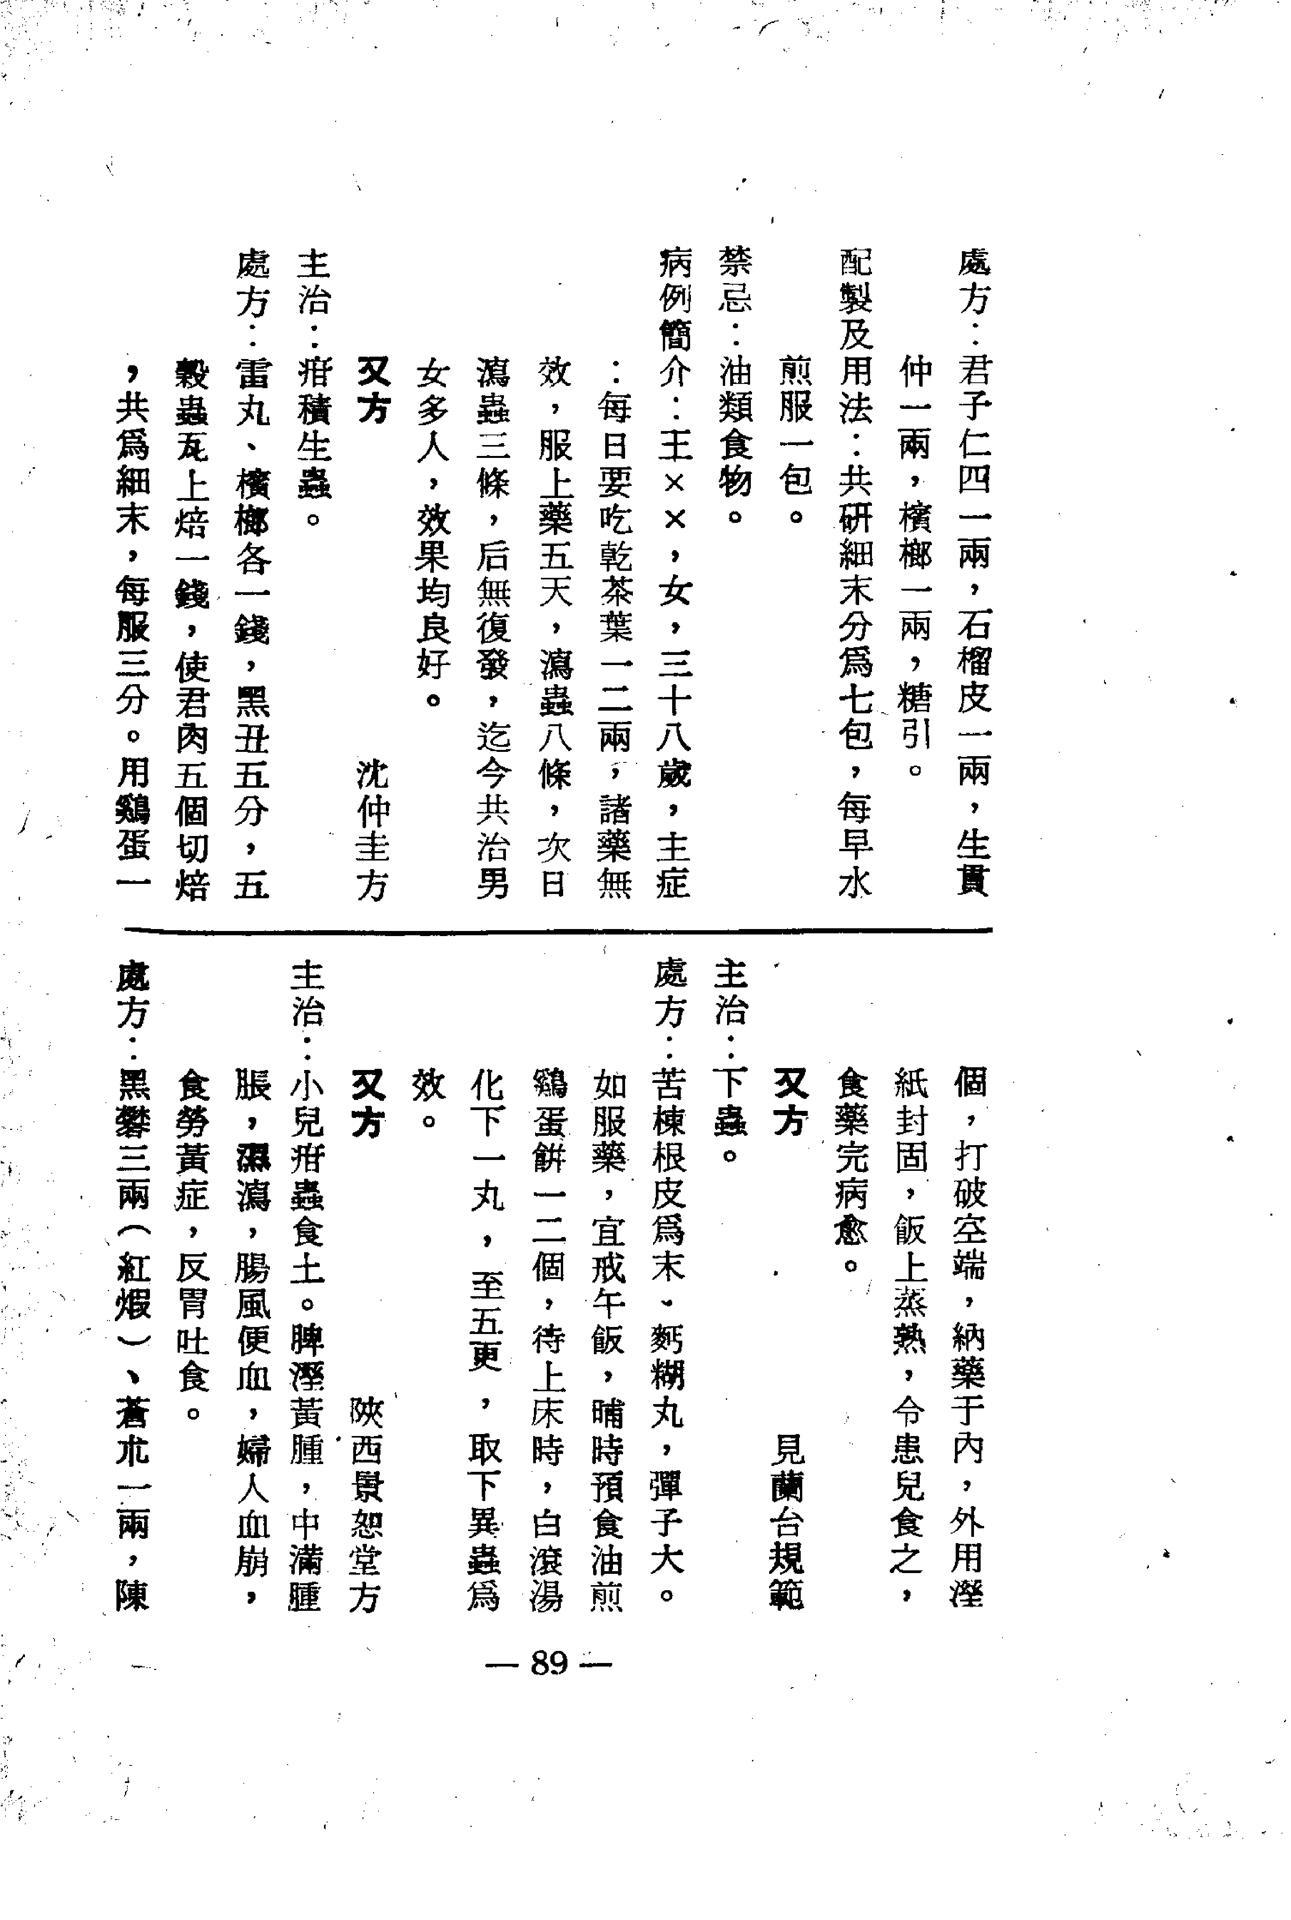 處方：君子仁四一兩，石榴皮一兩，生貫
仲一兩，檳榔一兩，糖引。
配製及用法：共研細末分爲七包，每早水
煎服一包。
禁忌：油類食物。
病例簡介：王××，女，三十八歲，主症
：每日要吃乾茶葉一二兩，諸藥無
效，服上藥五天，瀉蟲八條，次日
瀉蟲三條，后無復發，迄今共治男
女多人，效果均良好。
又方　沈仲圭方
主治：疳積生蟲。
處方：雷丸、檳榔各一錢，黑丑五分，五
穀蟲瓦上焙一錢，使君肉五個切焙
，共爲細末，每服三分。用鷄蛋一
個，打破空端，納藥于內，外用溼
紙封固，飯上蒸熟，令患兒食之，
食藥完病愈。
又方　見蘭台規範
主治：下蟲。
處方：苦棟根皮爲末、麪糊丸，彈子大。
如服藥，宜戒午飯，晡時預食油煎
鷄蛋餅一二個，待上床時，白滾湯
化下一丸，至五更，取下異蟲爲
效。
又方　陝西景恕堂方
主治：小兒疳蟲食土。脾溼黃腫，中滿腫
脹，濕瀉，腸風便血，婦人血崩，
食勞黃症，反胃吐食。
處方：黑礬三兩（紅煅）、蒼朮一兩，陳
— 89 —